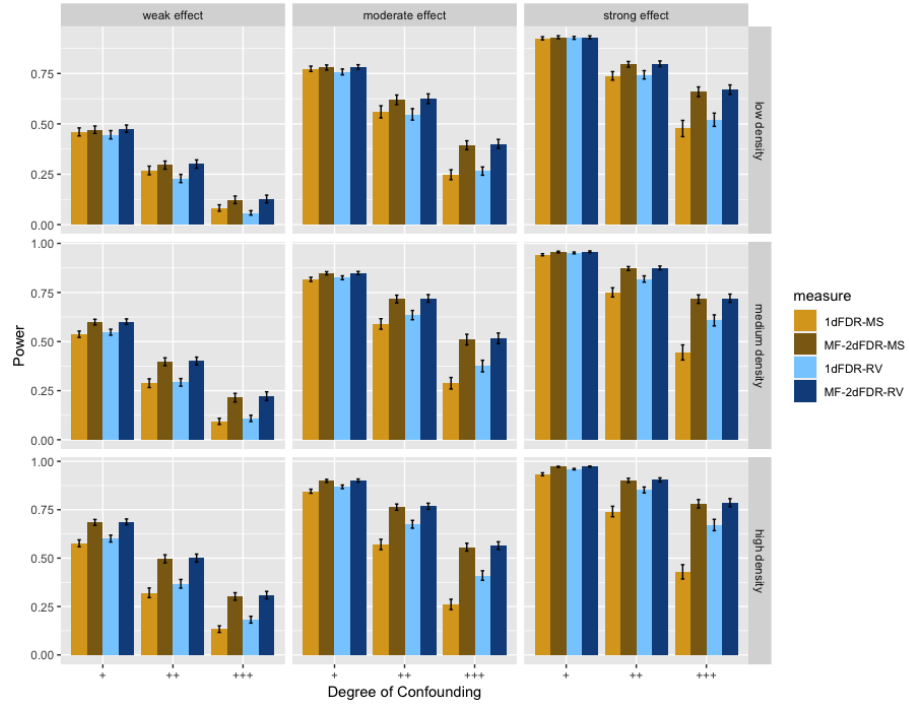 weak effect
moderate effect
strong effect
0.75
0.50
0.25
0.00
low density
1.00
0.75
0.50
0.25
0.00
medium density
1.00
0.75
0.50
0.25
0.00
high density
Power
+
++
+++
+
++
+++
+
++
+++
Degree of Confounding
measure
1dFDR-MS
MF-2dFDR-MS
1dFDR-RV
MF-2dFDR-RV